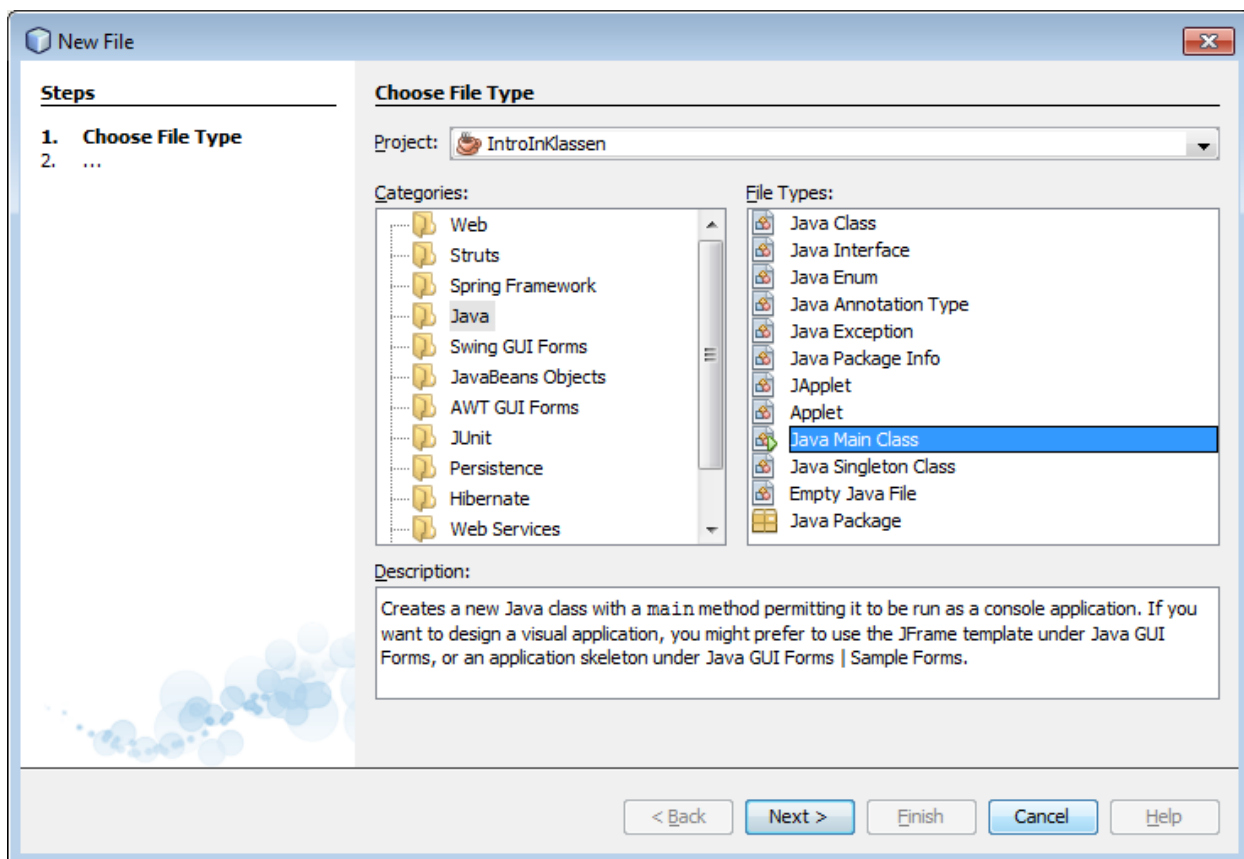 New File
Steps
1. Choose File Type
2. ...
Choose File Type
Project: IntroInKlassen
Categories:
Web
Struts
Spring Framework
Java
Swing GUI Forms
JavaBeans Objects
AWT GUI Forms
JUnit
Persistence
Hibernate
Web Services
File Types:
Java Class
Java Interface
Java Enum
Java Annotation Type
Java Exception
Java Package Info
JApplet
Applet
Java Main Class
Java Singleton Class
Empty Java File
Java Package
Description:
Creates a new Java class with a main method permitting it to be run as a console application. If you
want to design a visual application, you might prefer to use the JFrame template under Java GUI
Forms, or an application skeleton under Java GUI Forms | Sample Forms.
< Back Next > Finish Cancel Help